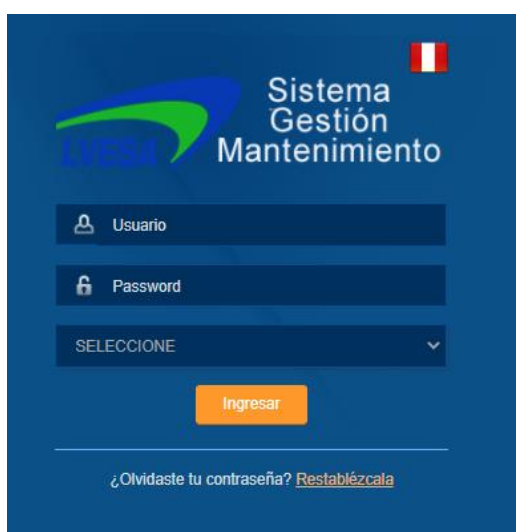 Sistema
Gestión
LVESA Mantenimiento
Usuario
Password
SELECCIONE
Ingresar
¿Olvidaste tu contraseña? Restablézcala